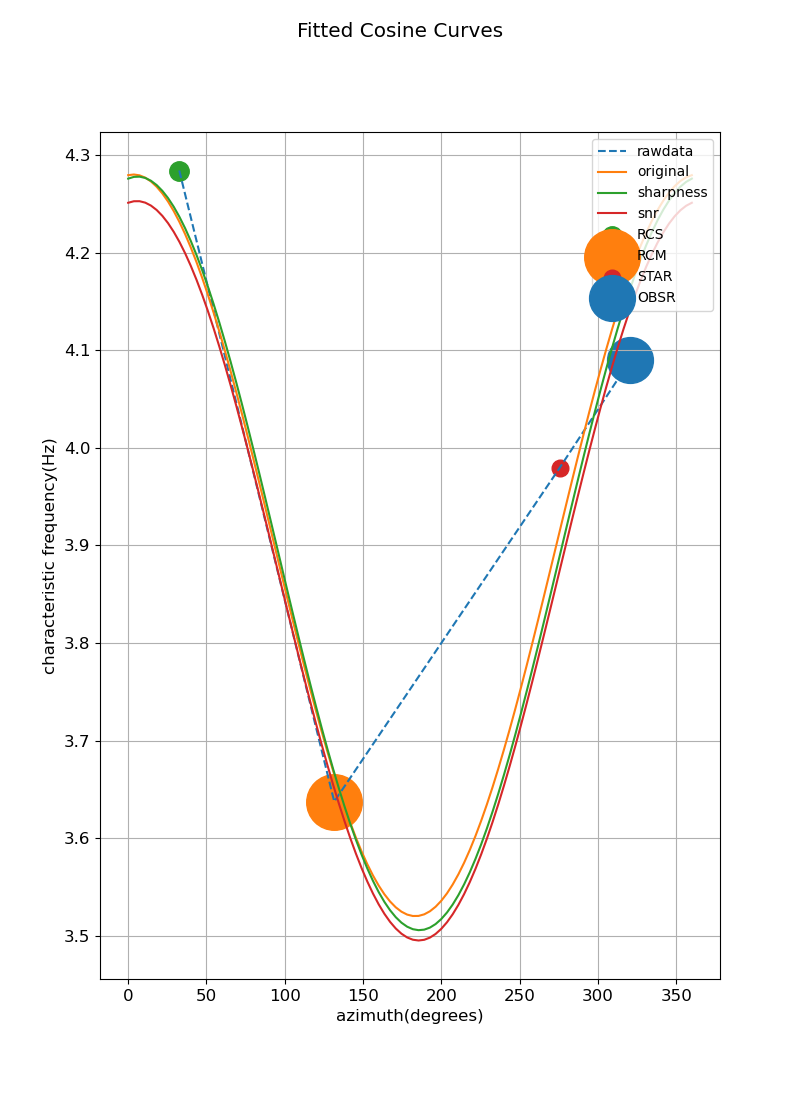 Fitted Cosine Curves
characteristic frequency(Hz)
4.3
4.2
4.1
4.0
3.9
3.8
3.7
3.6
3.5
rawdata
original
sharpness
snr
RCS
RCM
STAR
OBSR
0 50 100 150 200 250 300 350
azimuth(degrees)